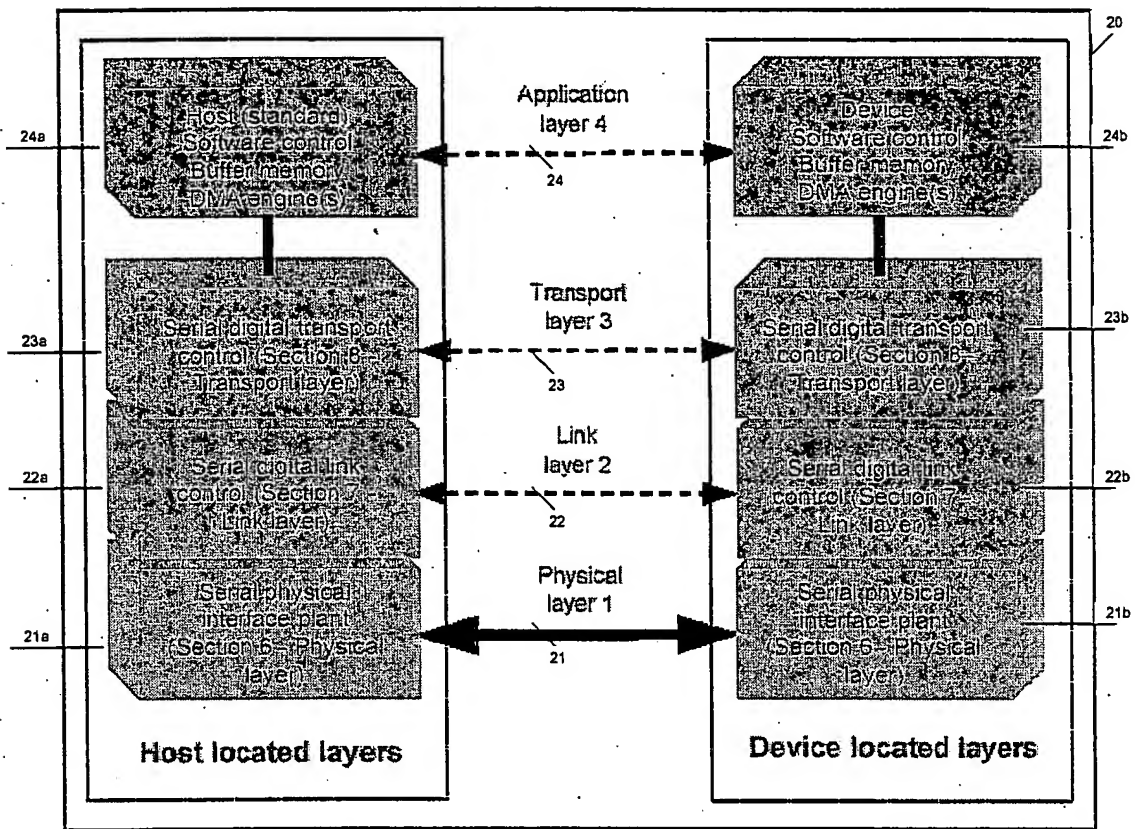 20
Host (standard)
Software control
Buffer memory
DMA engine(s)
24a
Application
layer 4
24
Device
Software control
Buffer memory
DMA engine(s)
24b
Serial digital transport
control (Section 8–
Transport layer)
23a
Transport
layer 3
23
Serial digital transport
control (Section 8–
Transport layer)
23b
Serial digital link
control (Section 7–
Link layer)
22a
Link
layer 2
22
Serial digital link
control (Section 7–
Link layer)
22b
Serial physical
interface plant
(Section 6– Physical
layer)
21a
Physical
layer 1
21
Serial physical
interface plant
(Section 6– Physical
layer)
21b
Host located layers
Device located layers